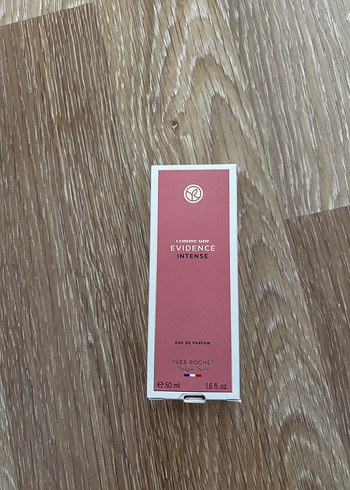 comme une
EVIDENCE
INTENSE
EAU DE PARFUM
YVES ROCHER
℮ 50 ml 1.6 fl. oz